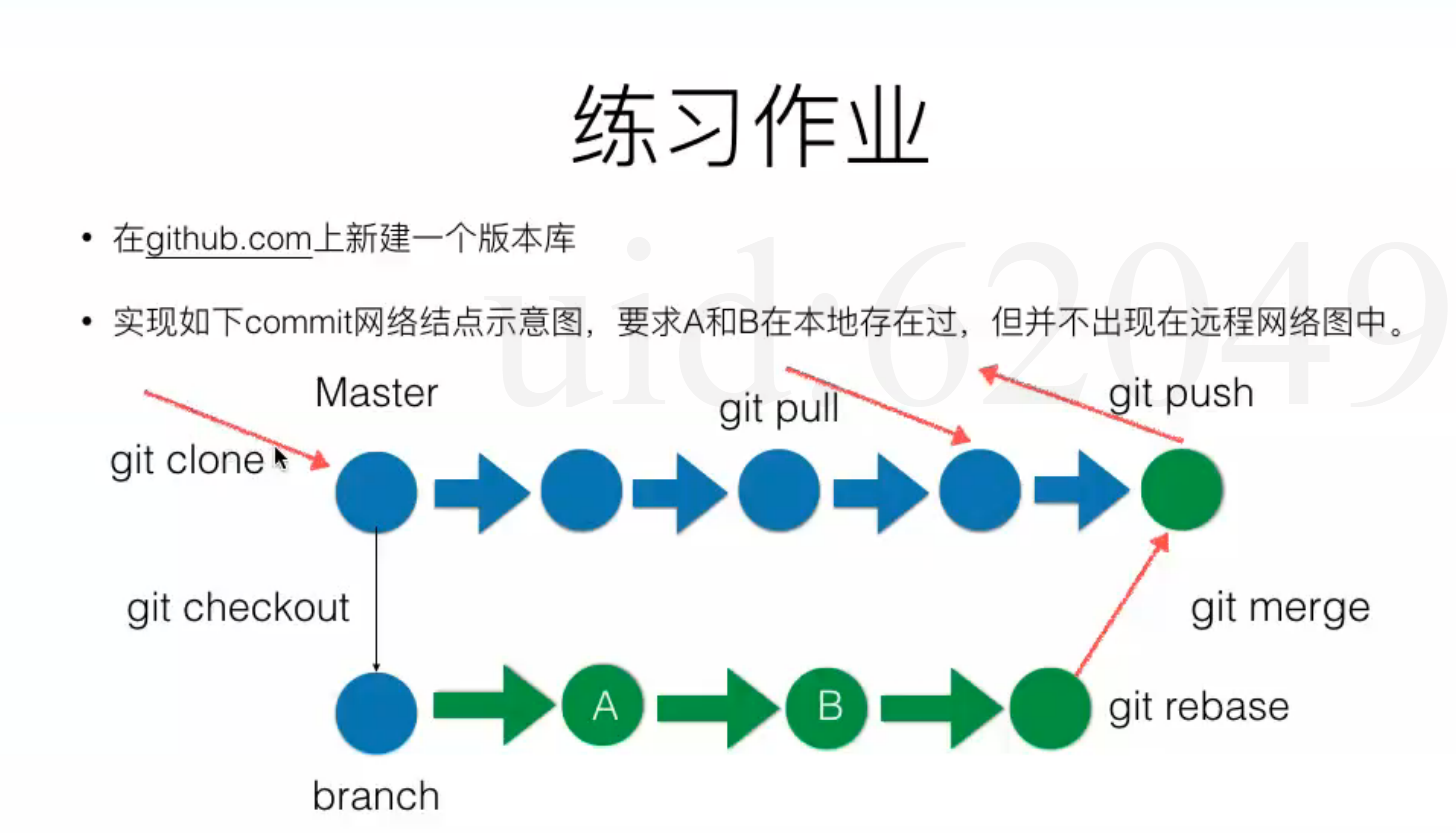 练习作业
• 在github.com上新建一个版本库
• 实现如下commit网络结点示意图，要求A和B在本地存在过，但并不出现在远程网络图中。
uid:62049
Master
git pull
git push
git clone
git checkout
git merge
A
B
git rebase
branch